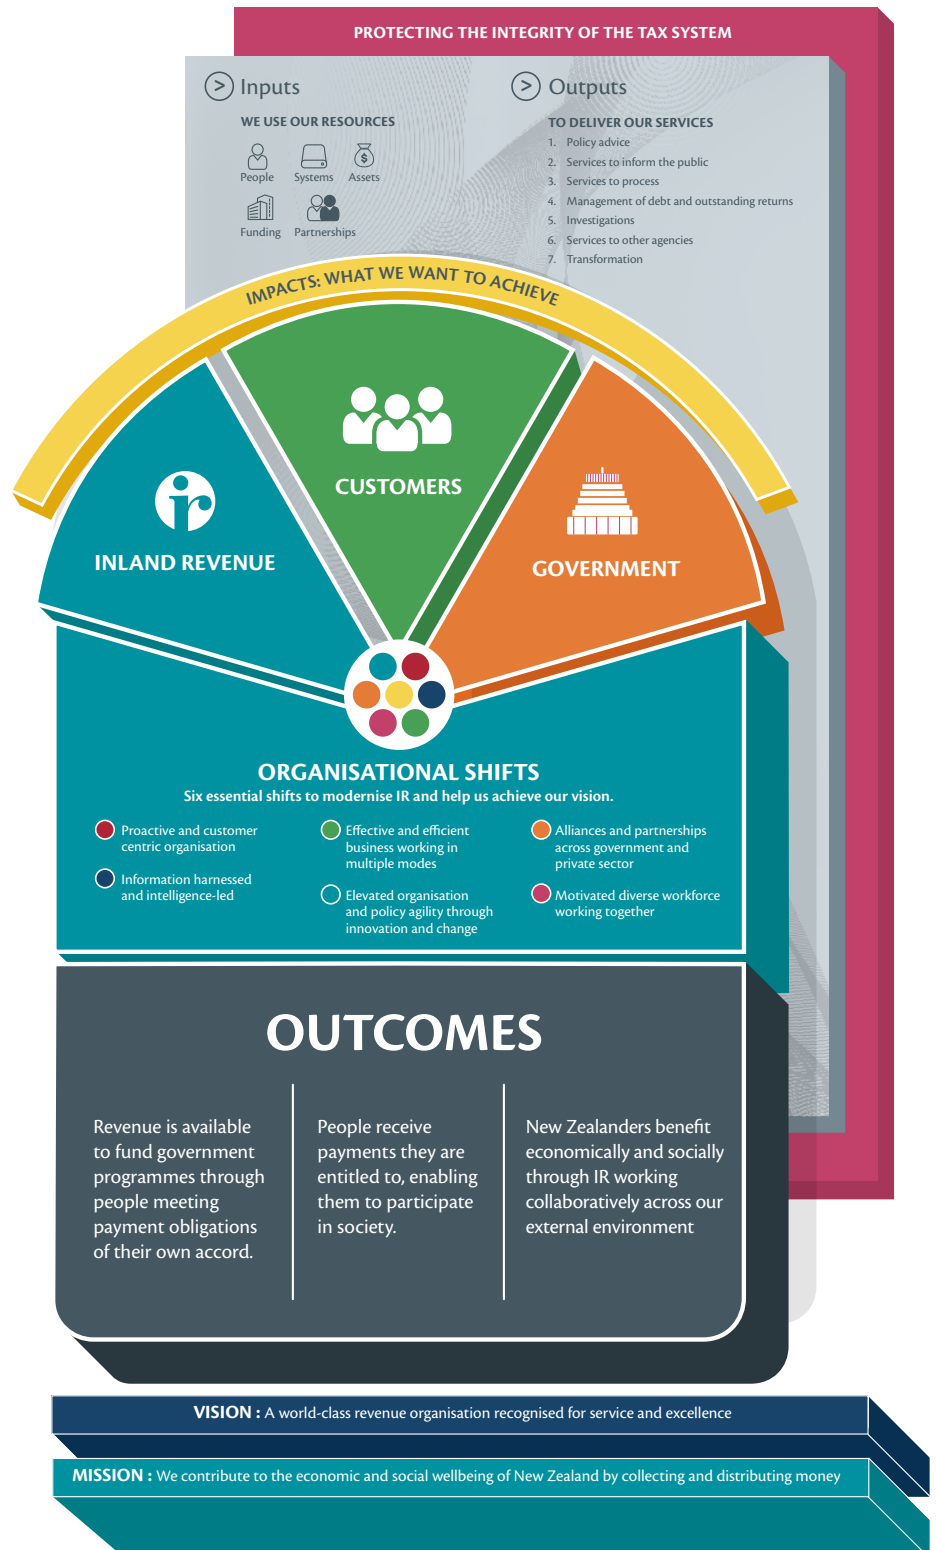 PROTECTING THE INTEGRITY OF THE TAX SYSTEM
> Inputs
WE USE OUR RESOURCES
People Systems Assets
Funding Partnerships
> Outputs
TO DELIVER OUR SERVICES
1. Policy advice
2. Services to inform the public
3. Services to process
4. Management of debt and outstanding returns
5. Investigations
6. Services to other agencies
7. Transformation
IMPACTS: WHAT WE WANT TO ACHIEVE
ir
INLAND REVENUE
CUSTOMERS
GOVERNMENT
ORGANISATIONAL SHIFTS
Six essential shifts to modernise IR and help us achieve our vision.
Proactive and customer
centric organisation
Information harnessed
and intelligence-led
Effective and efficient
business working in
multiple modes
Elevated organisation
and policy agility through
innovation and change
Alliances and partnerships
across government and
private sector
Motivated diverse workforce
working together
OUTCOMES
Revenue is available
to fund government
programmes through
people meeting
payment obligations
of their own accord.
People receive
payments they are
entitled to, enabling
them to participate
in society.
New Zealanders benefit
economically and socially
through IR working
collaboratively across our
external environment
VISION : A world-class revenue organisation recognised for service and excellence
MISSION : We contribute to the economic and social wellbeing of New Zealand by collecting and distributing money